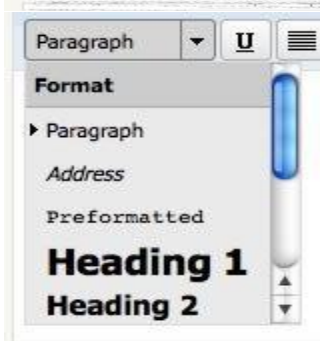 Paragraph U
Format
Paragraph
Address
Preformatted
Heading 1
Heading 2